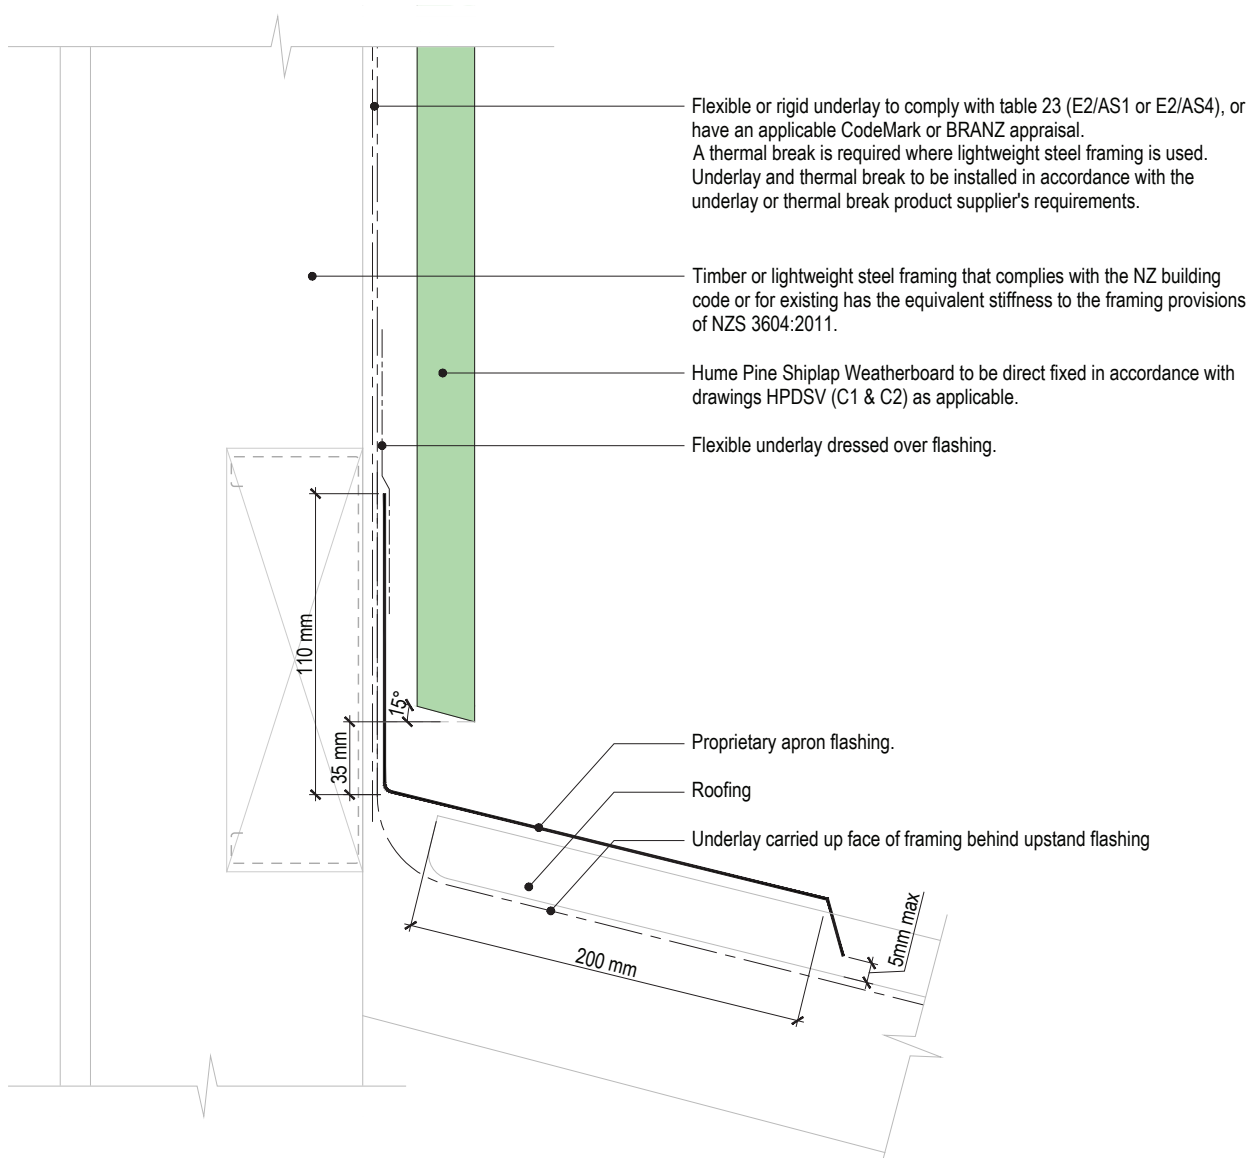 Flexible or rigid underlay to comply with table 23 (E2/AS1 or E2/AS4), or
have an applicable CodeMark or BRANZ appraisal.
A thermal break is required where lightweight steel framing is used.
Underlay and thermal break to be installed in accordance with the
underlay or thermal break product supplier's requirements.
Timber or lightweight steel framing that complies with the NZ building
code or for existing has the equivalent stiffness to the framing provisions
of NZS 3604:2011.
Hume Pine Shiplap Weatherboard to be direct fixed in accordance with
drawings HPDSV (C1 & C2) as applicable.
Flexible underlay dressed over flashing.
110 mm
15°
35 mm
Proprietary apron flashing.
Roofing
Underlay carried up face of framing behind upstand flashing
5mm max
200 mm